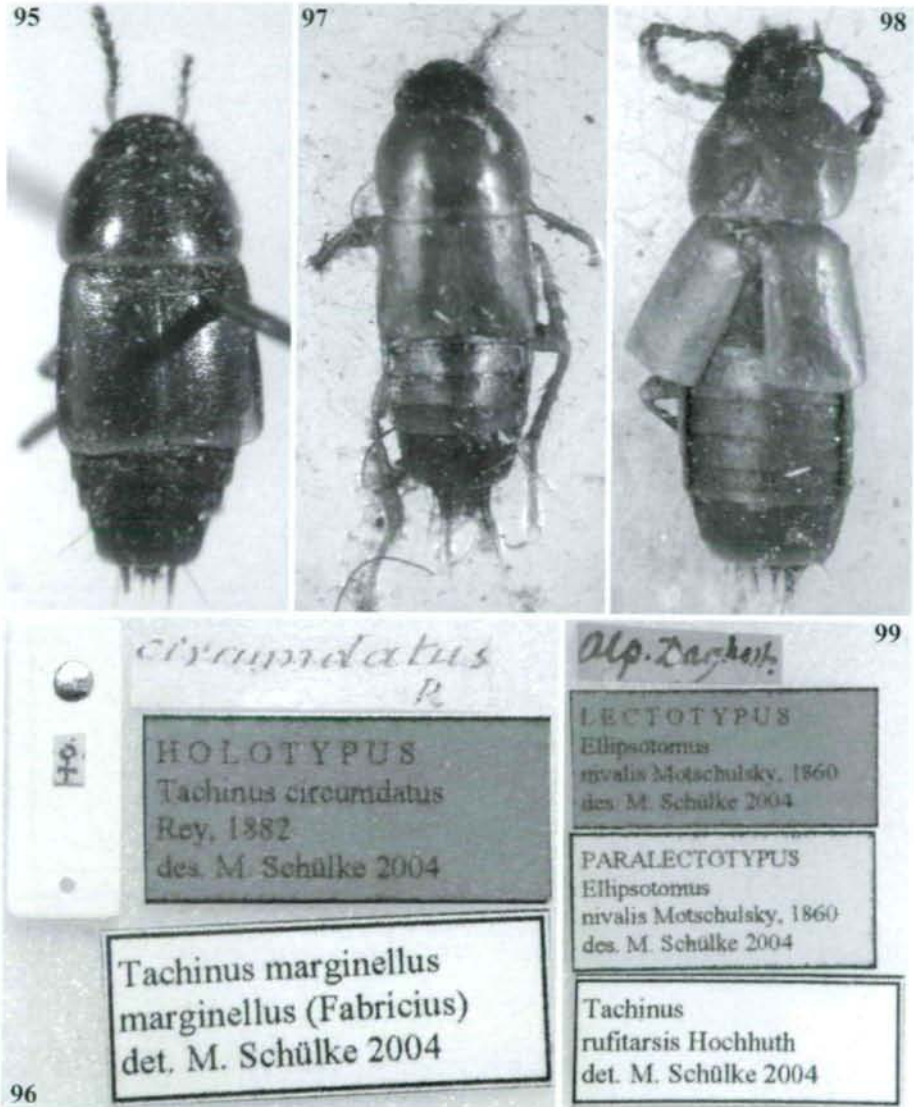 95
97
98
circumdatus
R.
HOLOTYPUS
Tachinus circumdatus
Rey, 1882
des. M. Schülke 2004
♀
Tachinus marginellus
marginellus (Fabricius)
det. M. Schülke 2004
96
99
Alp. Daghest.
LECTOTYPUS
Ellipsotomus
nivalis Motschulsky, 1860
des. M. Schülke 2004
PARALECTOTYPUS
Ellipsotomus
nivalis Motschulsky, 1860
des. M. Schülke 2004
Tachinus
rufitarsis Hochhuth
det. M. Schülke 2004